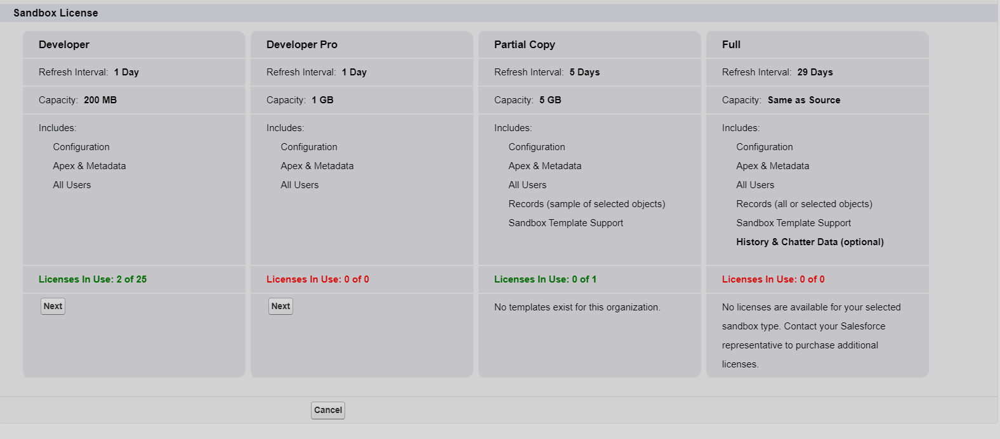 Sandbox License
Developer
Refresh Interval: 1 Day
Capacity: 200 MB
Includes:
Configuration
Apex & Metadata
All Users
Licenses In Use: 2 of 25
Next
Developer Pro
Refresh Interval: 1 Day
Capacity: 1 GB
Includes:
Configuration
Apex & Metadata
All Users
Licenses In Use: 0 of 0
Next
Partial Copy
Refresh Interval: 5 Days
Capacity: 5 GB
Includes:
Configuration
Apex & Metadata
All Users
Records (sample of selected objects)
Sandbox Template Support
Licenses In Use: 0 of 1
No templates exist for this organization.
Full
Refresh Interval: 29 Days
Capacity: Same as Source
Includes:
Configuration
Apex & Metadata
All Users
Records (all or selected objects)
Sandbox Template Support
History & Chatter Data (optional)
Licenses In Use: 0 of 0
No licenses are available for your selected
sandbox type. Contact your Salesforce
representative to purchase additional
licenses.
Cancel